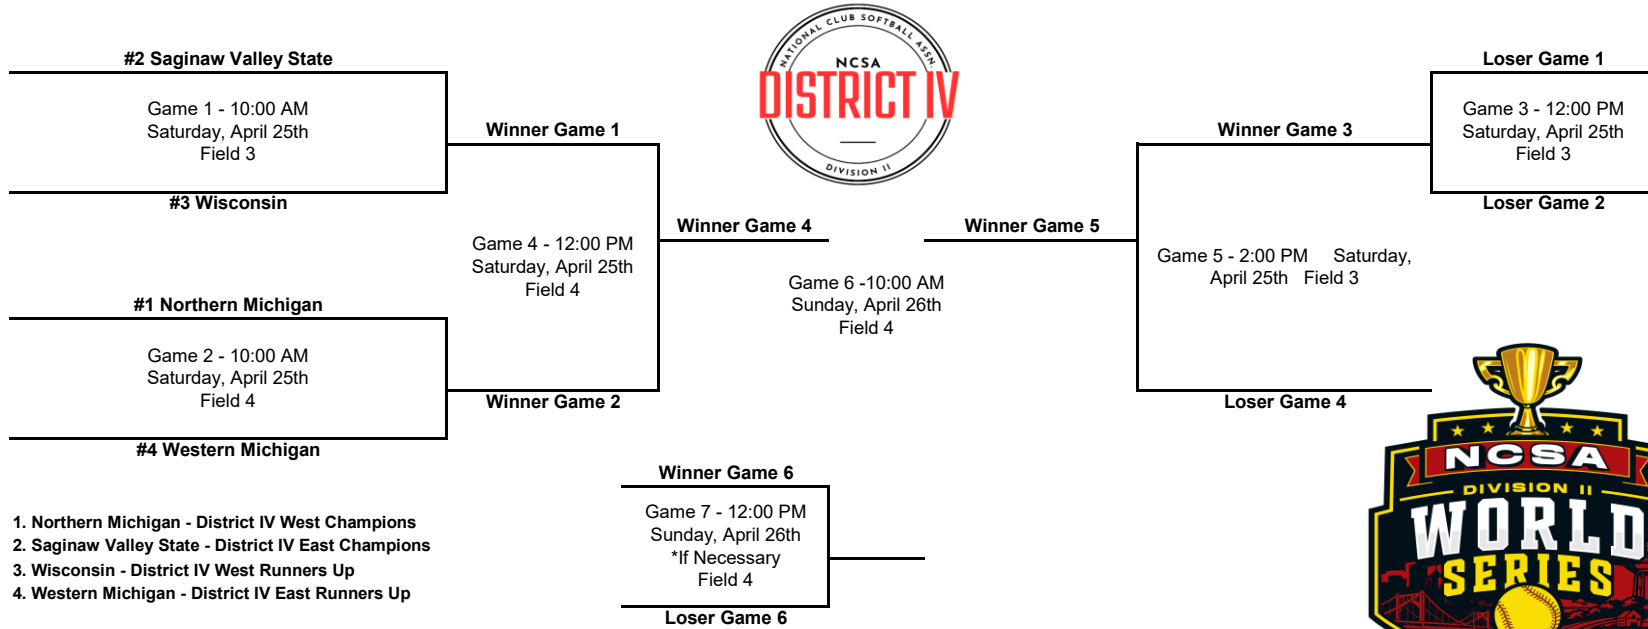 NATIONAL CLUB SOFTBALL ASSN.
NCSA
DISTRICT IV
DIVISION II
#2 Saginaw Valley State
Game 1 - 10:00 AM
Saturday, April 25th
Field 3
#3 Wisconsin
Winner Game 1
Game 4 - 12:00 PM
Saturday, April 25th
Field 4
Winner Game 2
#1 Northern Michigan
Game 2 - 10:00 AM
Saturday, April 25th
Field 4
#4 Western Michigan
Winner Game 4
Game 6 -10:00 AM
Sunday, April 26th
Field 4
Winner Game 5
Winner Game 3
Game 5 - 2:00 PM Saturday,
April 25th Field 3
Loser Game 4
Loser Game 1
Game 3 - 12:00 PM
Saturday, April 25th
Field 3
Loser Game 2
Winner Game 6
Game 7 - 12:00 PM
Sunday, April 26th
*If Necessary
Field 4
Loser Game 6
1. Northern Michigan - District IV West Champions
2. Saginaw Valley State - District IV East Champions
3. Wisconsin - District IV West Runners Up
4. Western Michigan - District IV East Runners Up
NCSA
DIVISION II
WORLD
SERIES